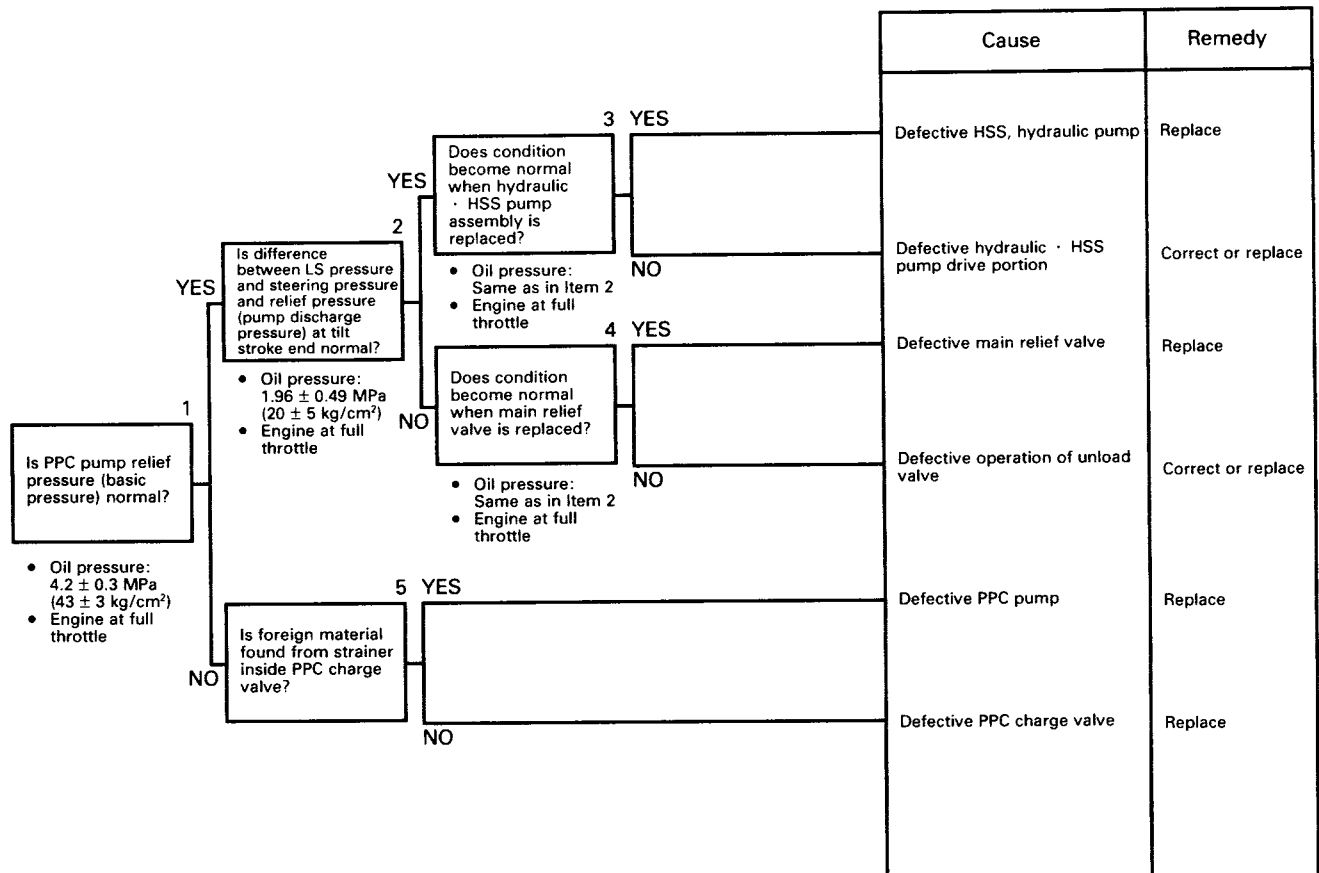 Cause
Remedy
3 YES
Does condition
become normal
when hydraulic
· HSS pump
assembly is
replaced?
Defective HSS, hydraulic pump
Replace
YES
2
Is difference
between LS pressure
and steering pressure
and relief pressure
(pump discharge
pressure) at tilt
stroke end normal?
YES
NO
Defective hydraulic · HSS
pump drive portion
Correct or replace
• Oil pressure:
Same as in Item 2
• Engine at full
throttle
4 YES
Defective main relief valve
Replace
• Oil pressure:
1.96 ± 0.49 MPa
(20 ± 5 kg/cm²)
• Engine at full
throttle
NO
Does condition
become normal
when main relief
valve is replaced?
1
Is PPC pump relief
pressure (basic
pressure) normal?
NO
Defective operation of unload
valve
Correct or replace
• Oil pressure:
Same as in Item 2
• Engine at full
throttle
• Oil pressure:
4.2 ± 0.3 MPa
(43 ± 3 kg/cm²)
• Engine at full
throttle
5 YES
Defective PPC pump
Replace
NO
Is foreign material
found from strainer
inside PPC charge
valve?
NO
Defective PPC charge valve
Replace